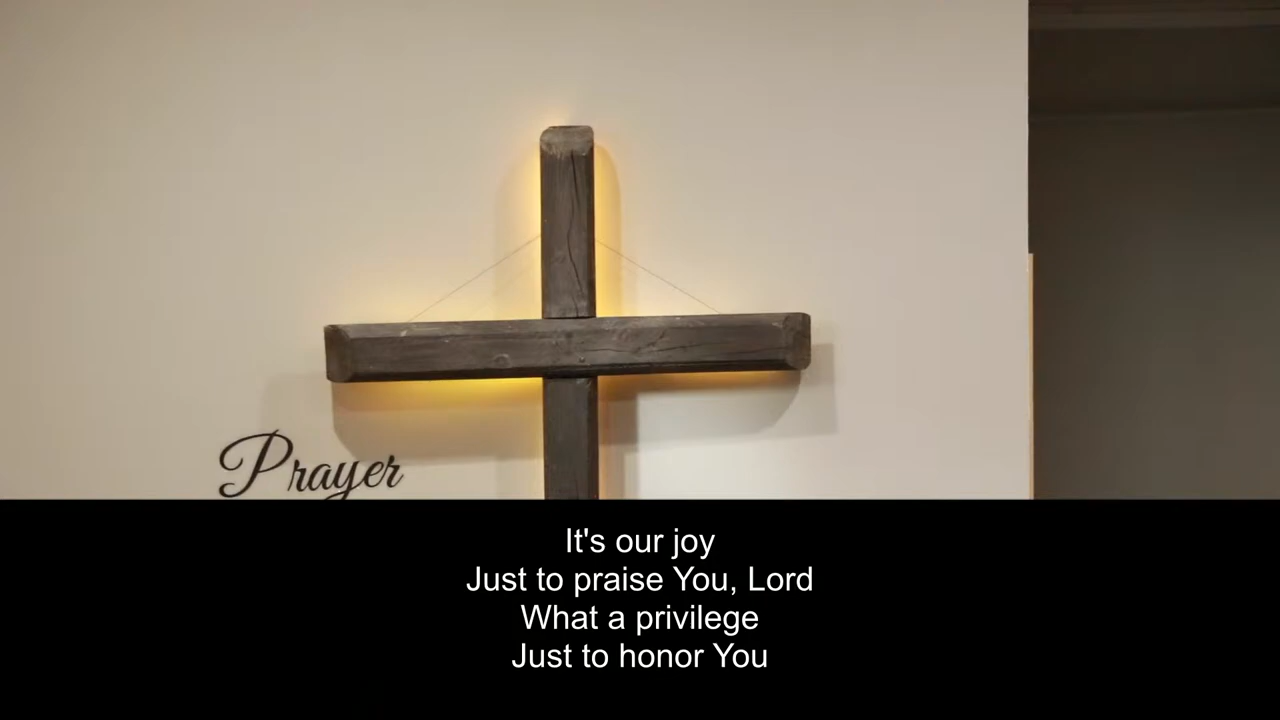 Prayer
It's our joy
Just to praise You, Lord
What a privilege
Just to honor You